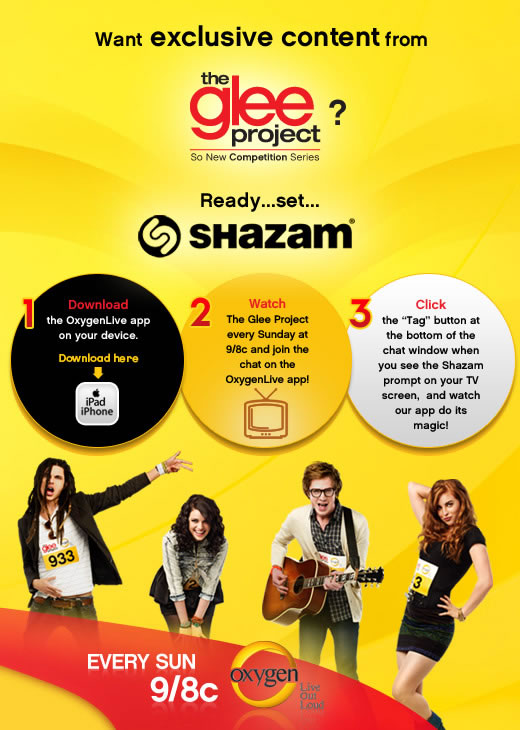 Want exclusive content from
the
glee
project ?
So New Competition Series
Ready...set...
SHAZAM®
1 Download
the OxygenLive app
on your device.
Download here
iPad
iPhone
2 Watch
The Glee Project
every Sunday at
9/8c and join the
chat on the
OxygenLive app!
3 Click
the “Tag” button at
the bottom of the
chat window when
you see the Shazam
prompt on your TV
screen, and watch
our app do its
magic!
glee
933
3
EVERY SUN
9/8c
oxygen
Live
Out
Loud